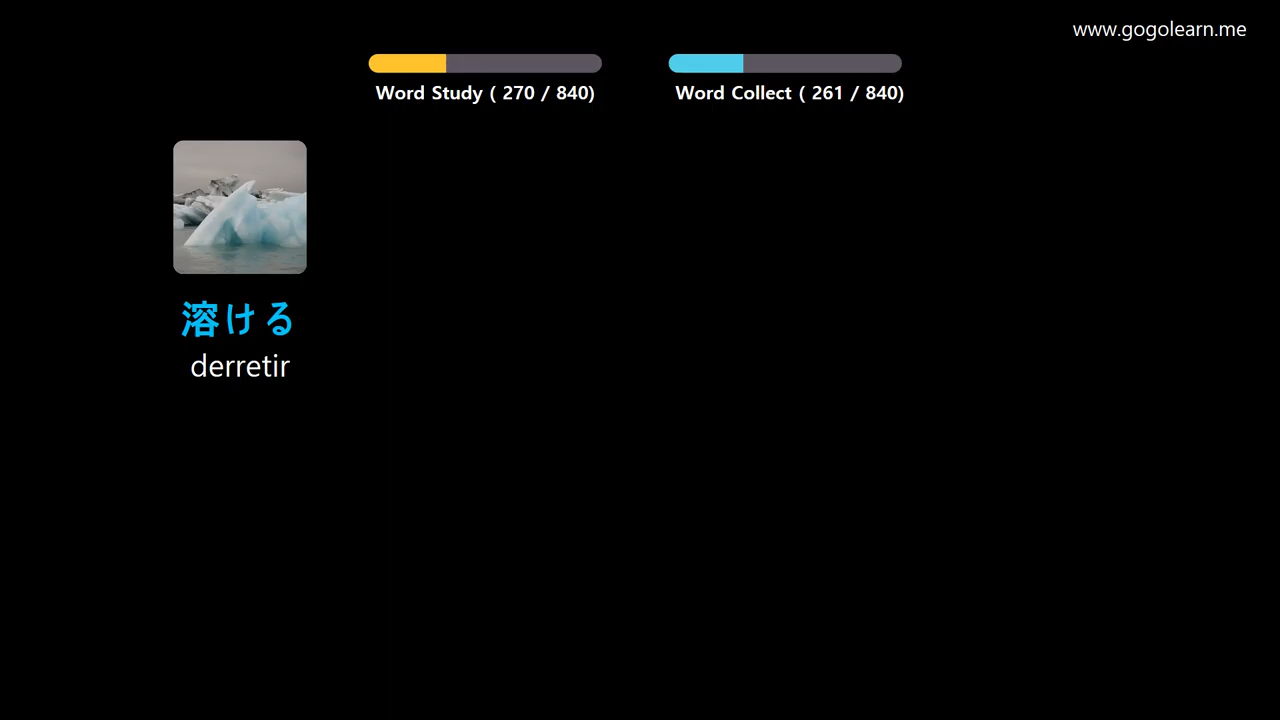 www.gogolearn.me
Word Study ( 270 / 840)
Word Collect ( 261 / 840)
溶ける
derretir